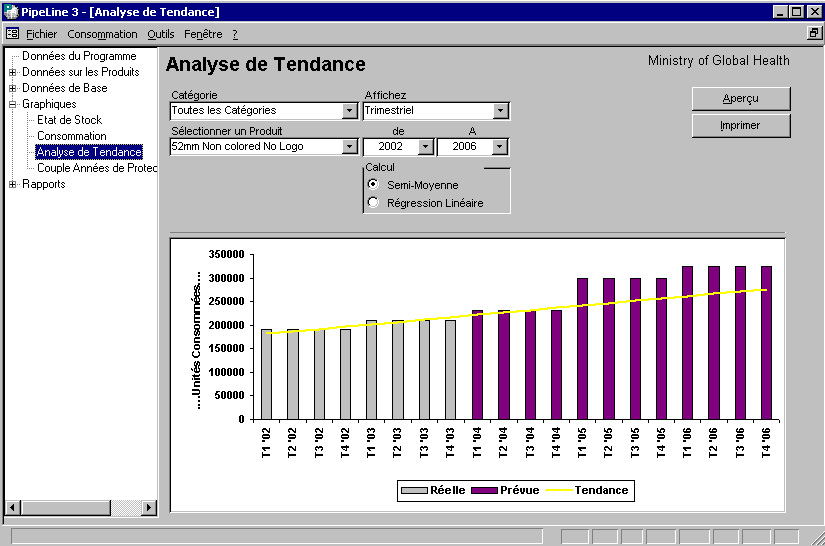 PipeLine 3 - [Analyse de Tendance]
Fichier Consommation Outils Fenêtre ?
Données du Programme
Données sur les Produits
Données de Base
Graphiques
Etat de Stock
Consommation
Analyse de Tendance
Couple Années de Protec
Rapports
Analyse de Tendance
Ministry of Global Health
Catégorie
Affichez
Toutes les Catégories
Trimestriel
Sélectionner un Produit
de
A
52mm Non colored No Logo
2002
2006
Calcul
Semi-Moyenne
Régression Linéaire
Aperçu
Imprimer
....Unités Consommées....
350000
300000
250000
200000
150000
100000
50000
0
T1 '02 T2 '02 T3 '02 T4 '02 T1 '03 T2 '03 T3 '03 T4 '03 T1 '04 T2 '04 T3 '04 T4 '04 T1 '05 T2 '05 T3 '05 T4 '05 T1 '06 T2 '06 T3 '06 T4 '06
Réelle Prévue Tendance